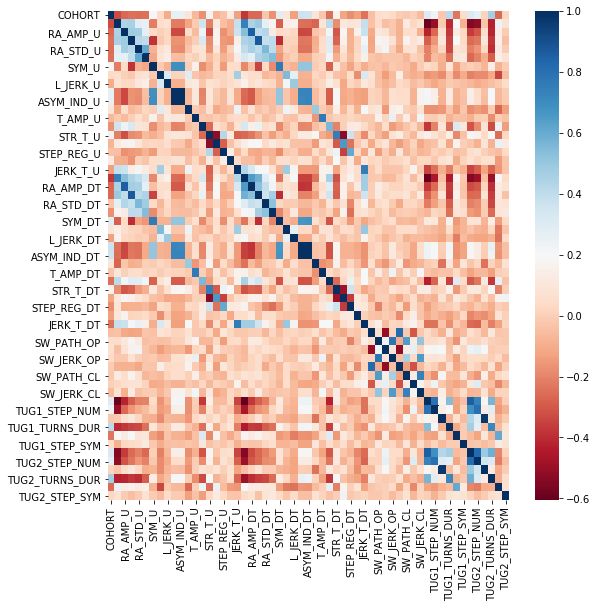 COHORT
RA_AMP_U
RA_STD_U
SYM_U
L_JERK_U
ASYM_IND_U
T_AMP_U
STR_T_U
STEP_REG_U
JERK_T_U
RA_AMP_DT
RA_STD_DT
SYM_DT
L_JERK_DT
ASYM_IND_DT
T_AMP_DT
STR_T_DT
STEP_REG_DT
JERK_T_DT
SW_PATH_OP
SW_JERK_OP
SW_PATH_CL
SW_JERK_CL
TUG1_STEP_NUM
TUG1_TURNS_DUR
TUG1_STEP_SYM
TUG2_STEP_NUM
TUG2_TURNS_DUR
TUG2_STEP_SYM
COHORT
RA_AMP_U
RA_STD_U
SYM_U
L_JERK_U
ASYM_IND_U
T_AMP_U
STR_T_U
STEP_REG_U
JERK_T_U
RA_AMP_DT
RA_STD_DT
SYM_DT
L_JERK_DT
ASYM_IND_DT
T_AMP_DT
STR_T_DT
STEP_REG_DT
JERK_T_DT
SW_PATH_OP
SW_JERK_OP
SW_PATH_CL
SW_JERK_CL
TUG1_STEP_NUM
TUG1_TURNS_DUR
TUG1_STEP_SYM
TUG2_STEP_NUM
TUG2_TURNS_DUR
TUG2_STEP_SYM
1.0
0.8
0.6
0.4
0.2
0.0
−0.2
−0.4
−0.6